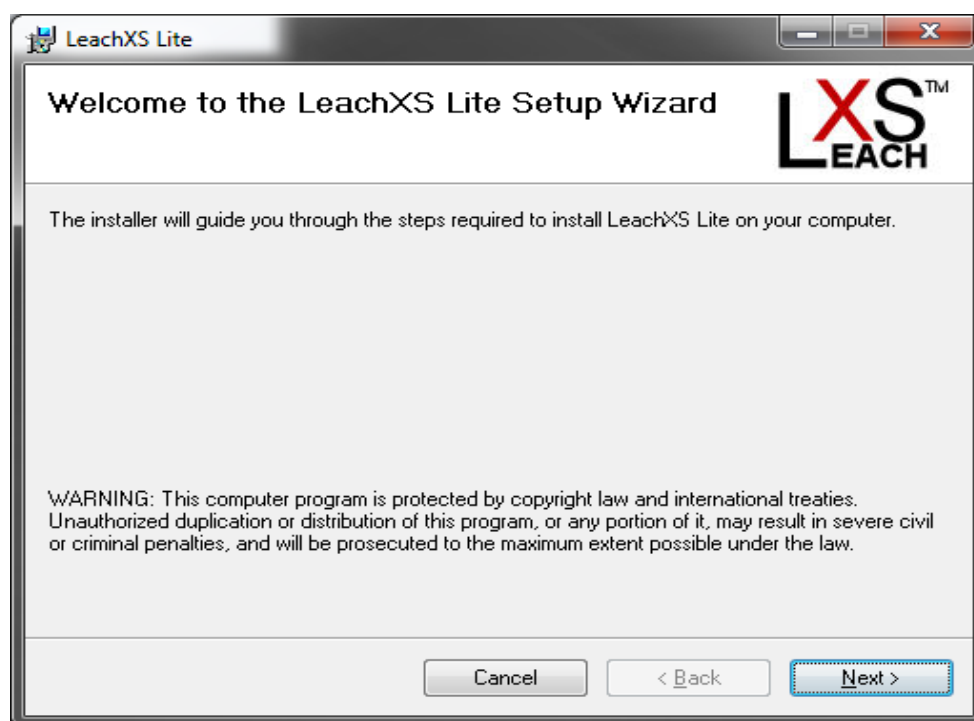 LeachXS Lite
Welcome to the LeachXS Lite Setup Wizard
LXS™
LEACH
The installer will guide you through the steps required to install LeachXS Lite on your computer.
WARNING: This computer program is protected by copyright law and international treaties.
Unauthorized duplication or distribution of this program, or any portion of it, may result in severe civil
or criminal penalties, and will be prosecuted to the maximum extent possible under the law.
Cancel
< Back
Next >